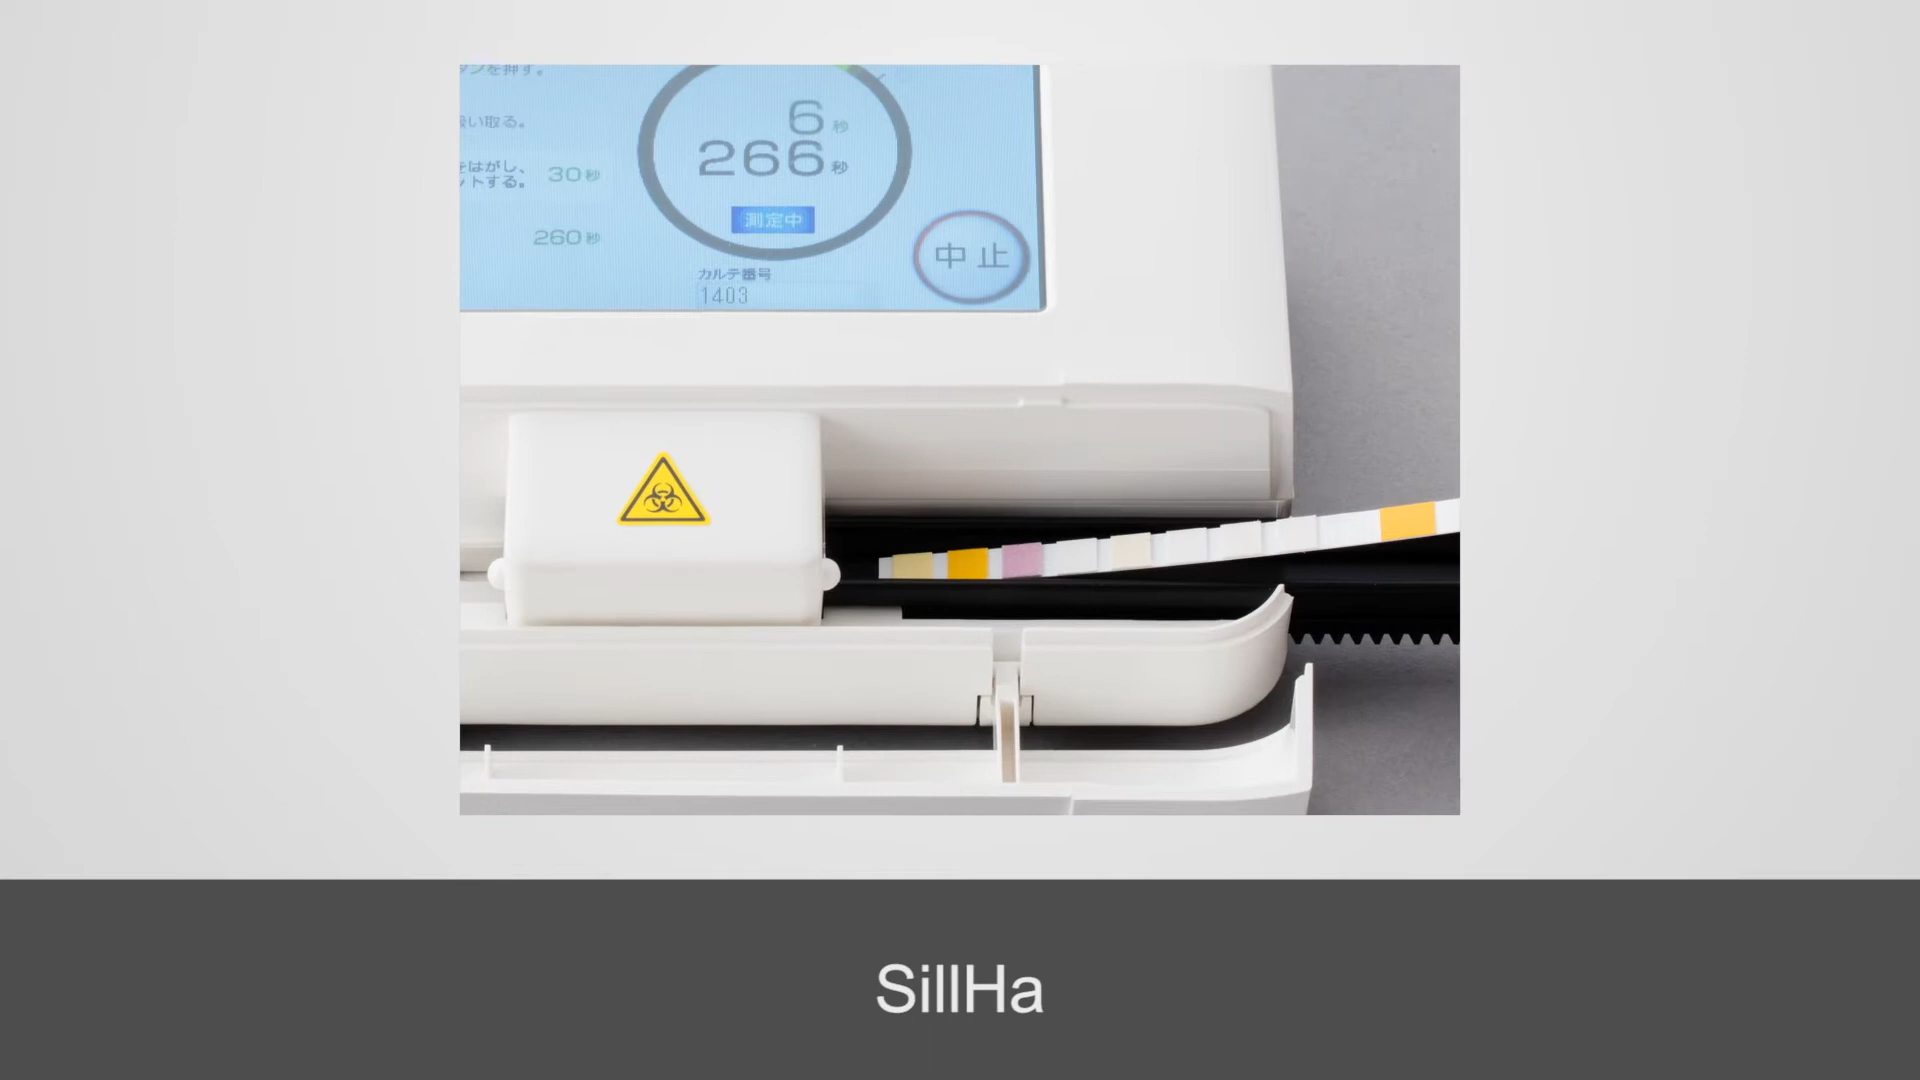 タンを押す。
6秒
吸い取る。
266秒
をはがし、
トする。
30秒
測定中
260秒
中止
カルテ番号
1403
SillHa